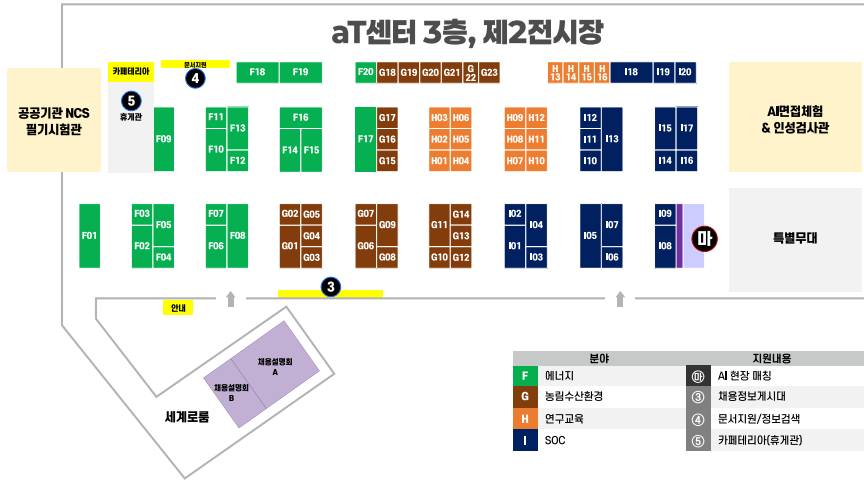 aT센터 3층, 제2전시장
카페테리아
문서지원
④
F18 F19
F20 G18 G19 G20 G21 G22 G23
H13 H14 H15 H16 I18 I19 I20
공공기관 NCS
필기시험관
⑤
휴게관
AI면접체험
& 인성검사관
F09
F11 F13
F10 F12
F16
F14 F15
F17 G17
G16
G15
H03 H06
H02 H05
H01 H04
H09 H12
H08 H11
H07 H10
I12 I13
I11
I10
I15 I17
I14 I16
F01
F03 F05
F02 F04
F07 F08
F06
G02 G05
G01 G04
G03
G07 G09
G06 G08
G11 G14
G13
G10 G12
I02 I04
I01 I03
I05 I07
I06
I09
I08
마
특별무대
③
안내
채용설명회
A
채용설명회
B
세계로룸
분야 지원내용
F 에너지 ㉲ AI 현장 매칭
G 농림수산환경 ③ 채용정보게시대
H 연구교육 ④ 문서지원/정보검색
I SOC ⑤ 카페테리아(휴게관)